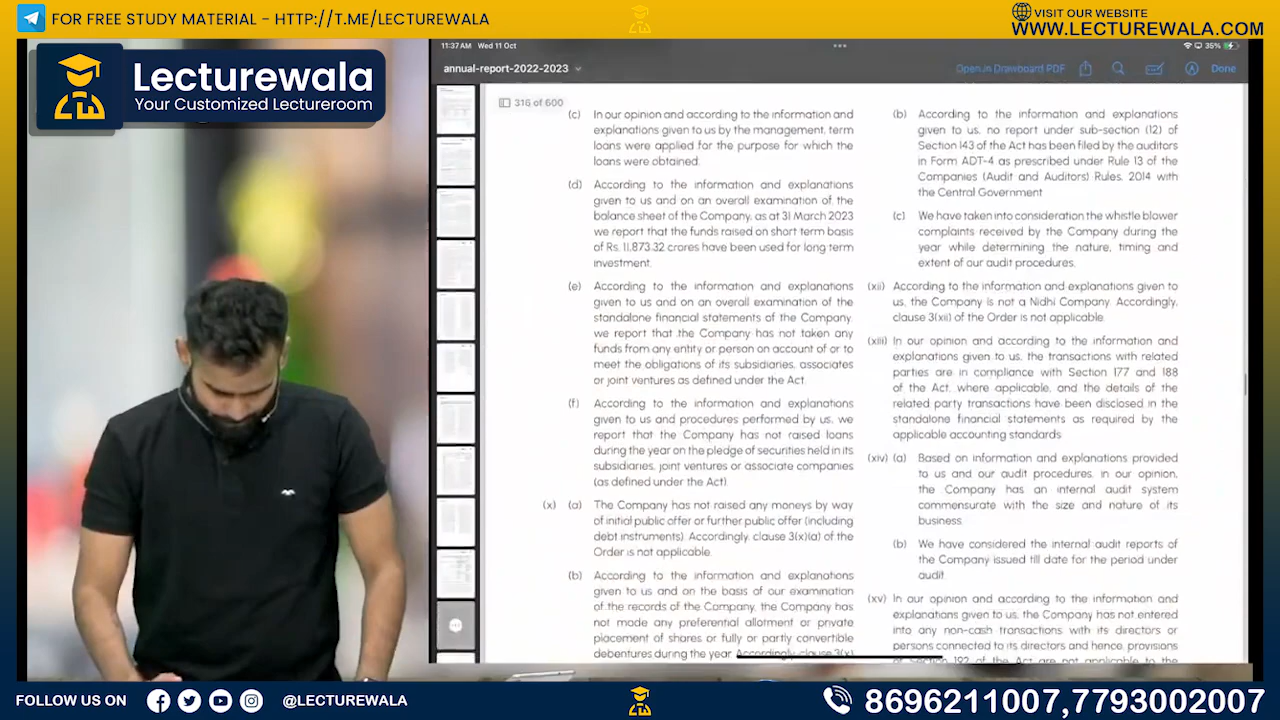 FOR FREE STUDY MATERIAL - HTTP://T.ME/LECTUREWALA
VISIT OUR WEBSITE
WWW.LECTUREWALA.COM
Lecturewala
Your Customized Lectureroom
11:37AM Wed 11 Oct
35%
annual-report-2022-2023
Open in Drawboard PDF
Done
316 of 600
(c) In our opinion and according to the information and
explanations given to us by the management, term
loans were applied for the purpose for which the
loans were obtained.
(d) According to the information and explanations
given to us and on an overall examination of the
balance sheet of the Company, as at 31 March 2023
we report that the funds raised on short term basis
of Rs. 11,873.32 crores have been used for long term
investment.
(e) According to the information and explanations
given to us and on an overall examination of the
standalone financial statements of the Company,
we report that the Company has not taken any
funds from any entity or person on account of or to
meet the obligations of its subsidiaries, associates
or joint ventures as defined under the Act.
(f) According to the information and explanations
given to us and procedures performed by us, we
report that the Company has not raised loans
during the year on the pledge of securities held in its
subsidiaries, joint ventures or associate companies
(as defined under the Act).
(x) (a) The Company has not raised any moneys by way
of initial public offer or further public offer (including
debt instruments). Accordingly, clause 3(x)(a) of the
Order is not applicable.
(b) According to the information and explanations
given to us and on the basis of our examination
of the records of the Company, the Company has
not made any preferential allotment or private
placement of shares or fully or partly convertible
debentures during the year. Accordingly, clause 3(x)
(b) According to the information and explanations
given to us, no report under sub-section (12) of
Section 143 of the Act has been filed by the auditors
in Form ADT-4 as prescribed under Rule 13 of the
Companies (Audit and Auditors) Rules, 2014 with
the Central Government
(c) We have taken into consideration the whistle blower
complaints received by the Company during the
year while determining the nature, timing and
extent of our audit procedures.
(xii) According to the information and explanations given to
us, the Company is not a Nidhi Company. Accordingly,
clause 3(xii) of the Order is not applicable.
(xiii) In our opinion and according to the information and
explanations given to us, the transactions with related
parties are in compliance with Section 177 and 188
of the Act, where applicable, and the details of the
related party transactions have been disclosed in the
standalone financial statements as required by the
applicable accounting standards
(xiv) (a) Based on information and explanations provided
to us and our audit procedures, in our opinion,
the Company has an internal audit system
commensurate with the size and nature of its
business.
(b) We have considered the internal audit reports of
the Company issued till date for the period under
audit.
(xv) In our opinion and according to the information and
explanations given to us, the Company has not entered
into any non-cash transactions with its directors or
persons connected to its directors and hence, provisions
of Section 192 of the Act are not applicable to the
FOLLOW US ON
@LECTUREWALA
8696211007,7793002007